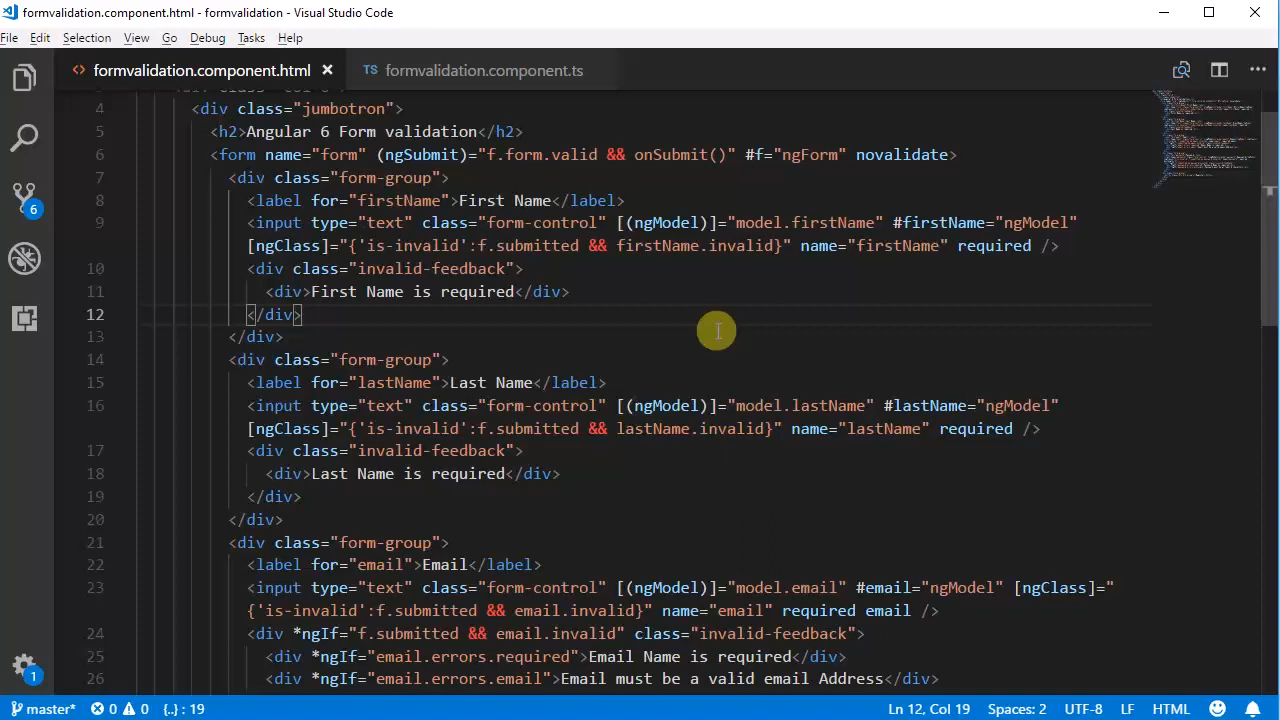 formvalidation.component.html - formvalidation - Visual Studio Code
File Edit Selection View Go Debug Tasks Help
<> formvalidation.component.html × TS formvalidation.component.ts
4 <div class="jumbotron">
5 <h2>Angular 6 Form validation</h2>
6 <form name="form" (ngSubmit)="f.form.valid && onSubmit()" #f="ngForm" novalidate>
7 <div class="form-group">
8 <label for="firstName">First Name</label>
9 <input type="text" class="form-control" [(ngModel)]="model.firstName" #firstName="ngModel"
[ngClass]="{'is-invalid':f.submitted && firstName.invalid}" name="firstName" required />
10 <div class="invalid-feedback">
11 <div>First Name is required</div>
12 </div>
13 </div>
14 <div class="form-group">
15 <label for="lastName">Last Name</label>
16 <input type="text" class="form-control" [(ngModel)]="model.lastName" #lastName="ngModel"
[ngClass]="{'is-invalid':f.submitted && lastName.invalid}" name="lastName" required />
17 <div class="invalid-feedback">
18 <div>Last Name is required</div>
19 </div>
20 </div>
21 <div class="form-group">
22 <label for="email">Email</label>
23 <input type="text" class="form-control" [(ngModel)]="model.email" #email="ngModel" [ngClass]="
{'is-invalid':f.submitted && email.invalid}" name="email" required email />
24 <div *ngIf="f.submitted && email.invalid" class="invalid-feedback">
25 <div *ngIf="email.errors.required">Email Name is required</div>
26 <div *ngIf="email.errors.email">Email must be a valid email Address</div>
6
1
master* 0 0 {..} : 19 Ln 12, Col 19 Spaces: 2 UTF-8 LF HTML